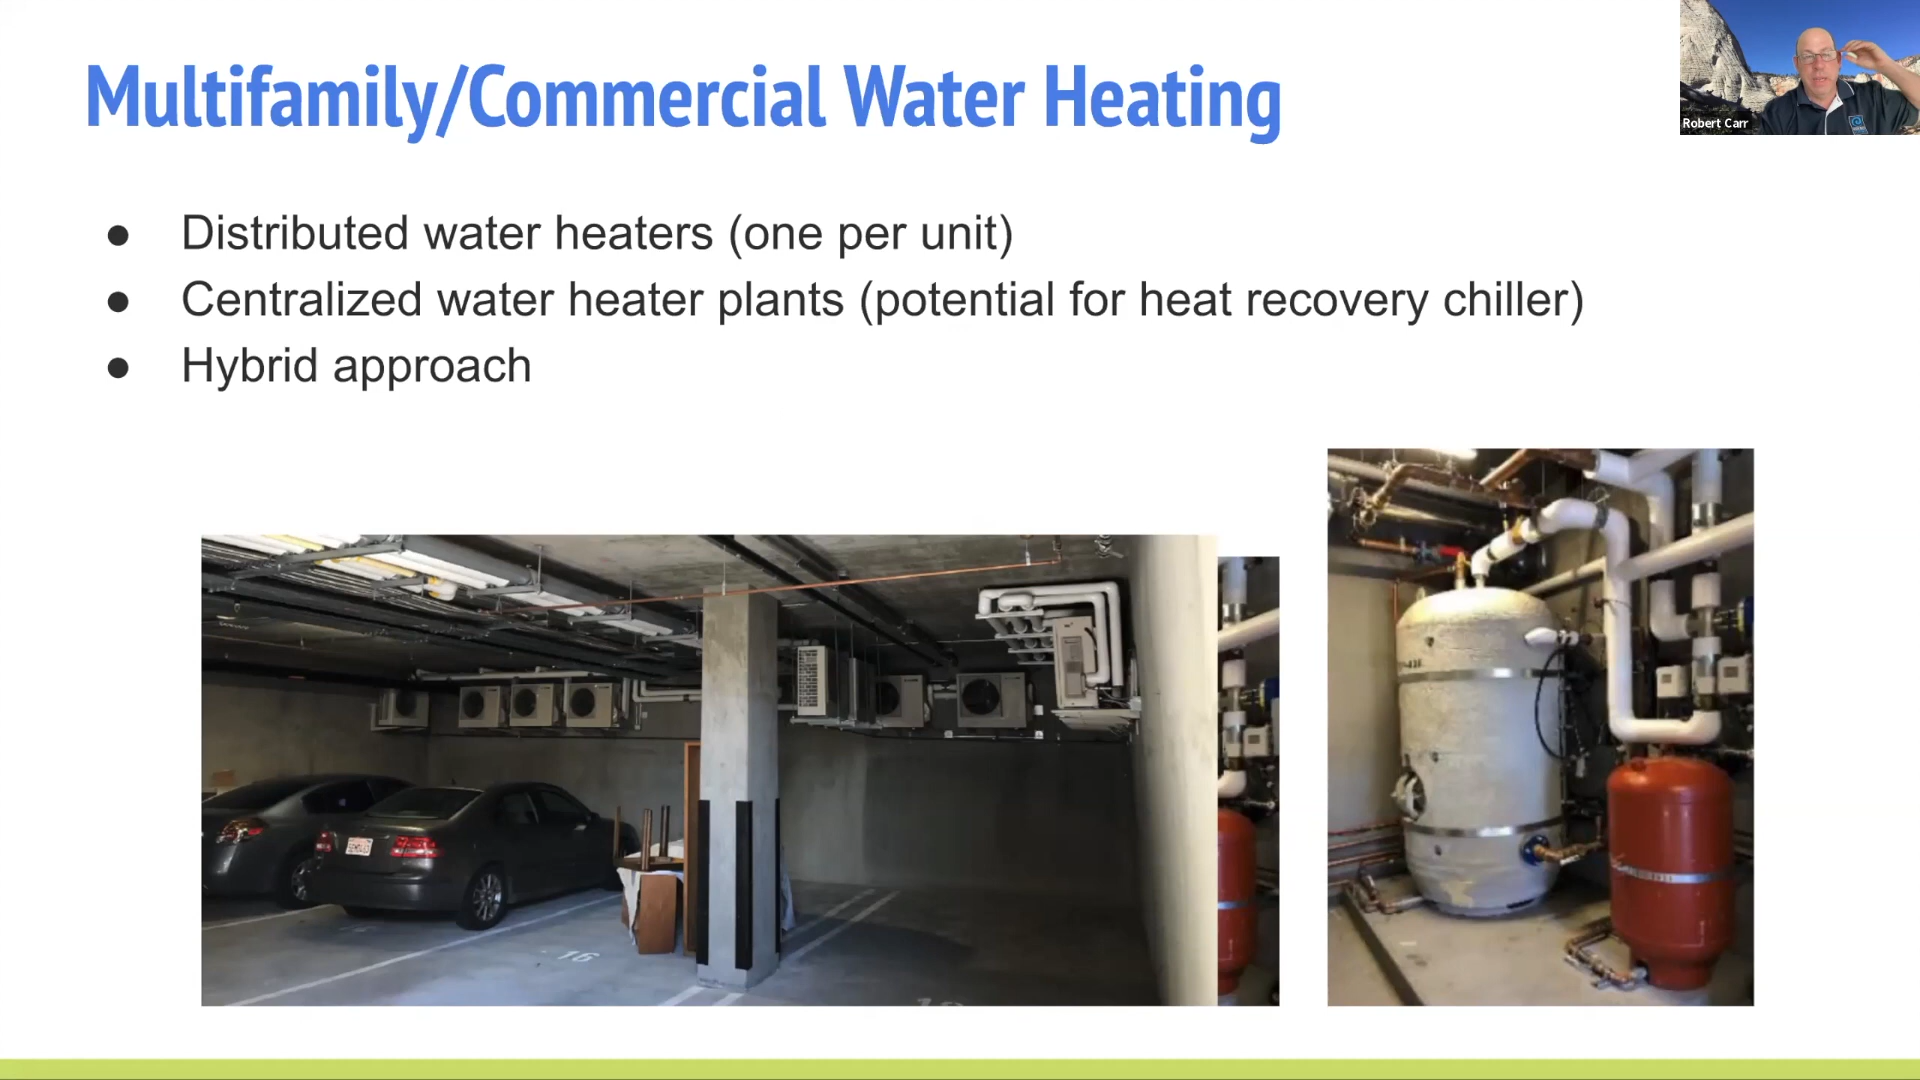 Multifamily/Commercial Water Heating
Robert Carr
● Distributed water heaters (one per unit)
● Centralized water heater plants (potential for heat recovery chiller)
● Hybrid approach
16